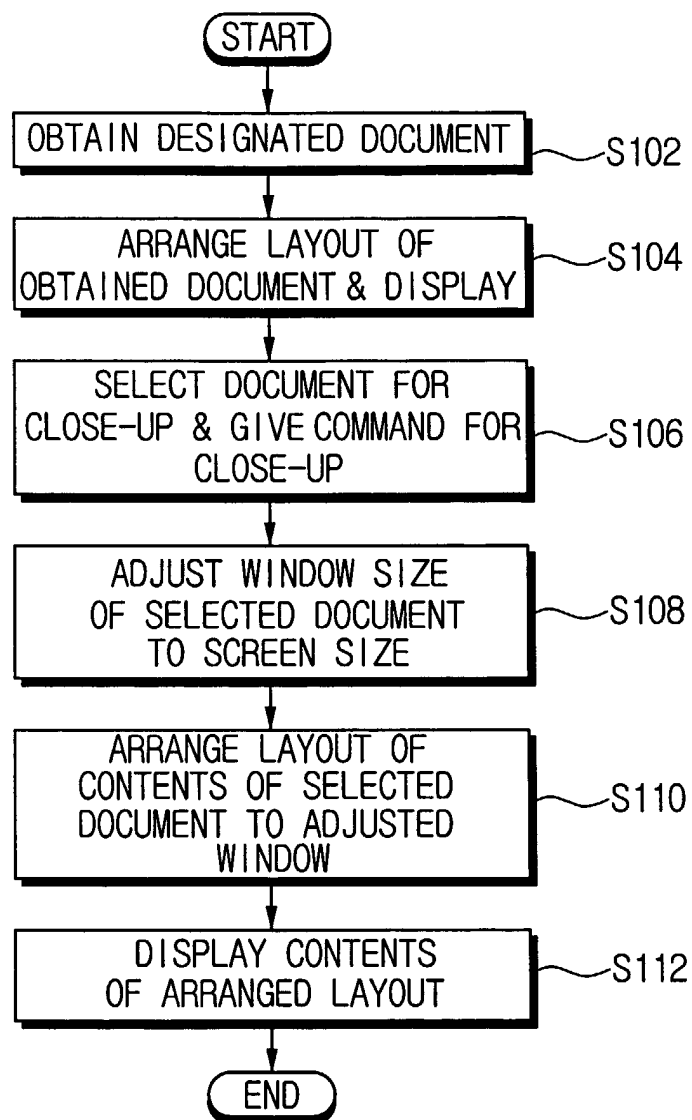 START
OBTAIN DESIGNATED DOCUMENT
S102
ARRANGE LAYOUT OF
OBTAINED DOCUMENT & DISPLAY
S104
SELECT DOCUMENT FOR
CLOSE-UP & GIVE COMMAND FOR
CLOSE-UP
S106
ADJUST WINDOW SIZE
OF SELECTED DOCUMENT
TO SCREEN SIZE
S108
ARRANGE LAYOUT OF
CONTENTS OF SELECTED
DOCUMENT TO ADJUSTED
WINDOW
S110
DISPLAY CONTENTS
OF ARRANGED LAYOUT
S112
END